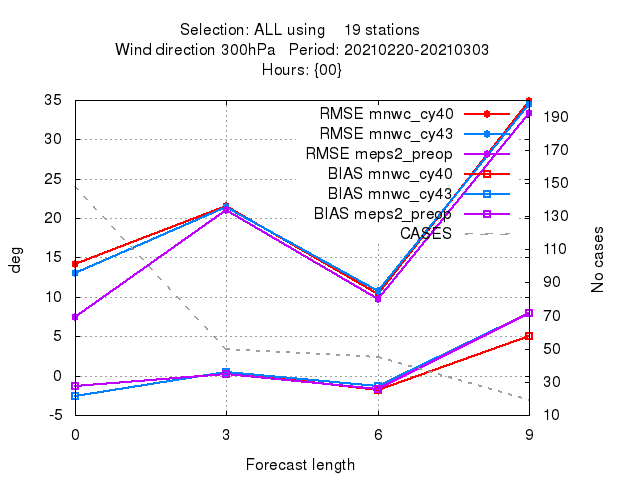 Selection: ALL using    19 stations
Wind direction 300hPa   Period: 20210220-20210303
Hours: {00}
35
30
25
20
15
10
5
0
-5
190
170
150
130
110
90
70
50
30
10
0 3 6 9
deg
No cases
Forecast length
RMSE mnwc_cy40
RMSE mnwc_cy43
RMSE meps2_preop
BIAS mnwc_cy40
BIAS mnwc_cy43
BIAS meps2_preop
CASES